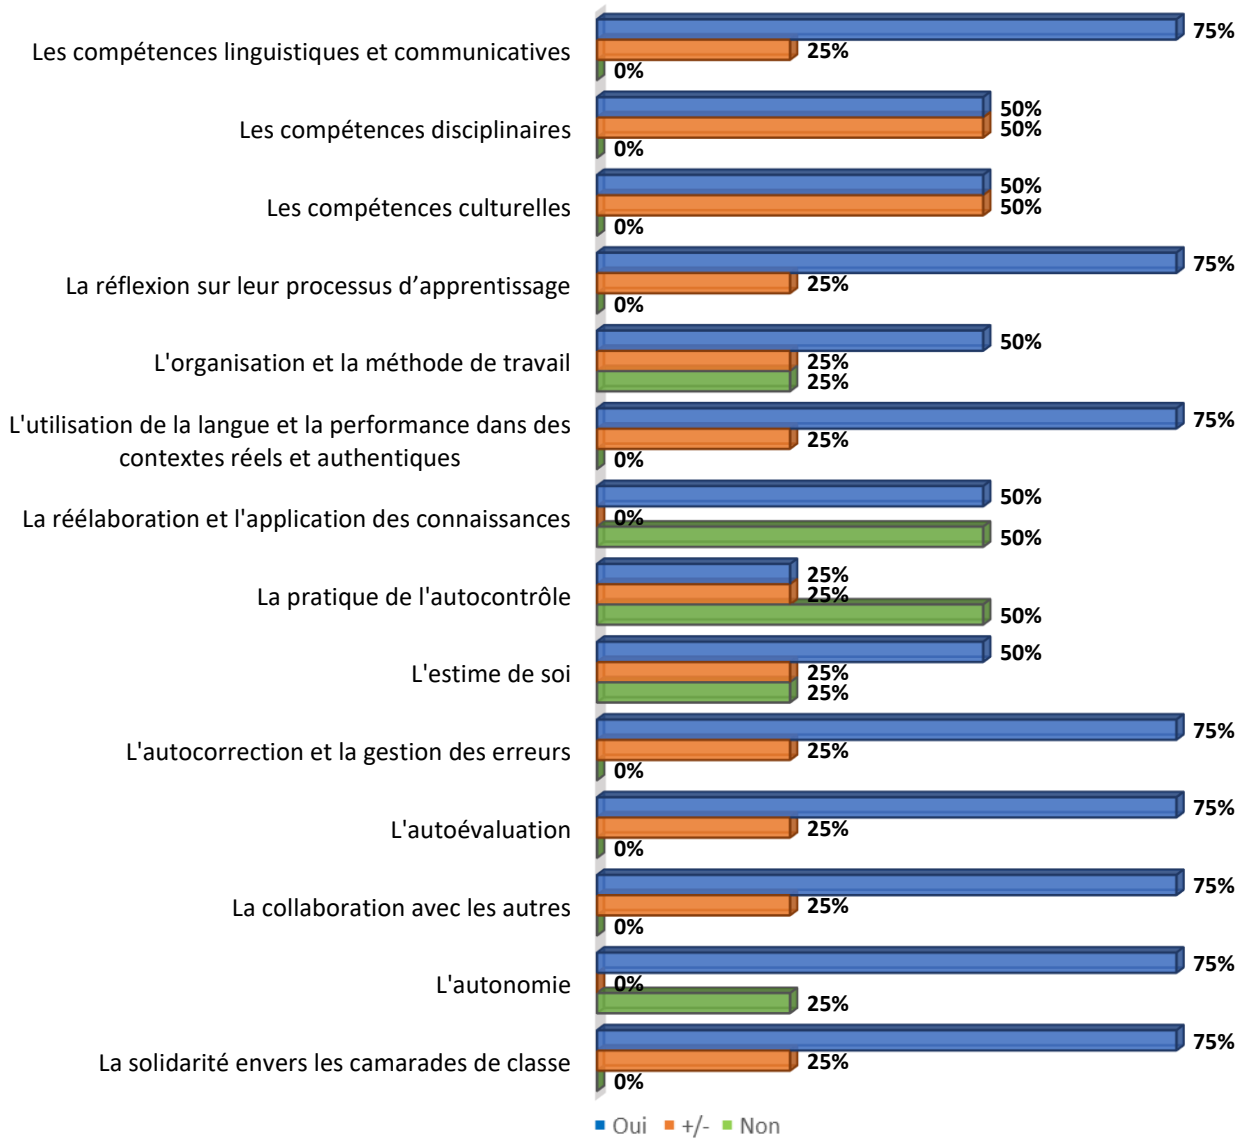 75%
Les compétences linguistiques et communicatives
25%
0%
50%
Les compétences disciplinaires
50%
0%
50%
Les compétences culturelles
50%
0%
75%
La réflexion sur leur processus d’apprentissage
25%
0%
50%
L'organisation et la méthode de travail
25%
25%
75%
L'utilisation de la langue et la performance dans des
contextes réels et authentiques
25%
0%
50%
La réélaboration et l'application des connaissances
0%
50%
25%
La pratique de l'autocontrôle
25%
50%
50%
L'estime de soi
25%
25%
75%
L'autocorrection et la gestion des erreurs
25%
0%
75%
L'autoévaluation
25%
0%
75%
La collaboration avec les autres
25%
0%
75%
L'autonomie
0%
25%
75%
La solidarité envers les camarades de classe
25%
0%
Oui +/- Non